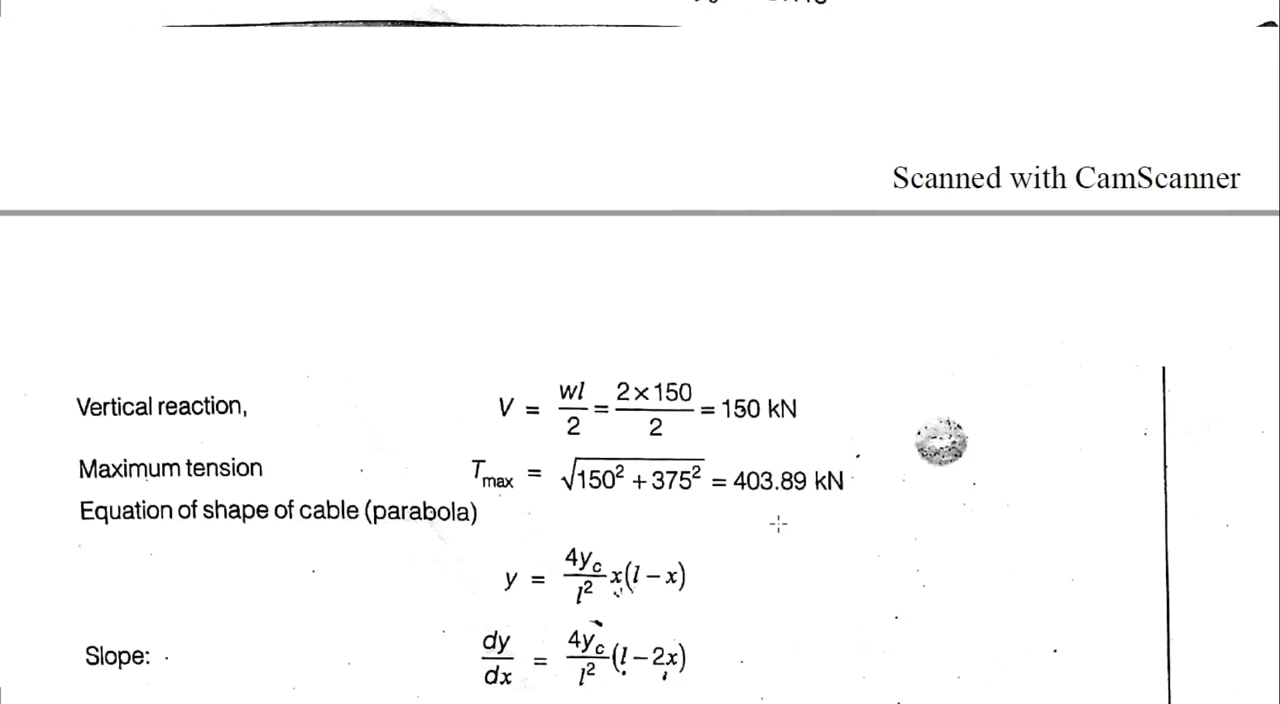 Scanned with CamScanner
Vertical reaction, V = wl/2 = 2×150/2 = 150 kN
Maximum tension T_max = √(150² + 375²) = 403.89 kN
Equation of shape of cable (parabola)
y = 4y_c/l² x(l – x)
Slope: dy/dx = 4y_c/l² (l – 2x)